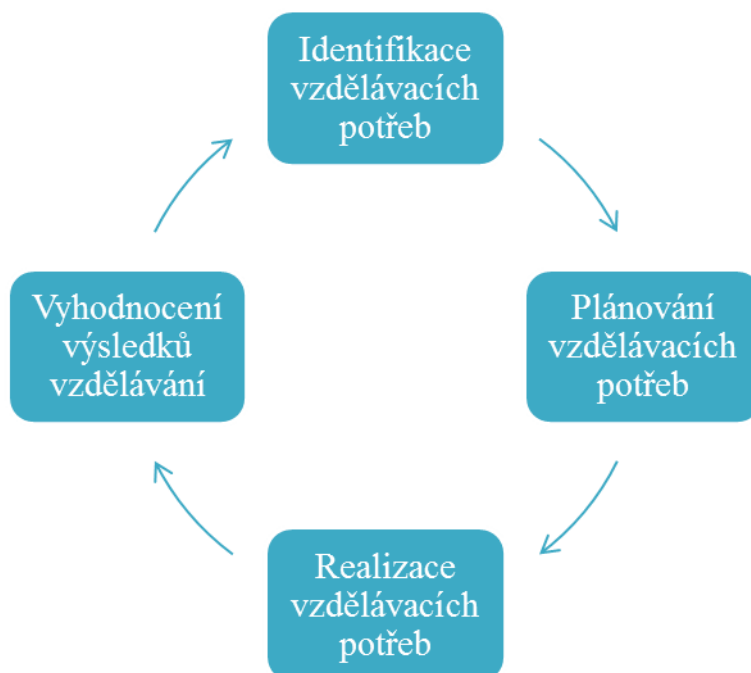 Identifikace
vzdělávacích
potřeb
Plánování
vzdělávacích
potřeb
Realizace
vzdělávacích
potřeb
Vyhodnocení
výsledků
vzdělávání